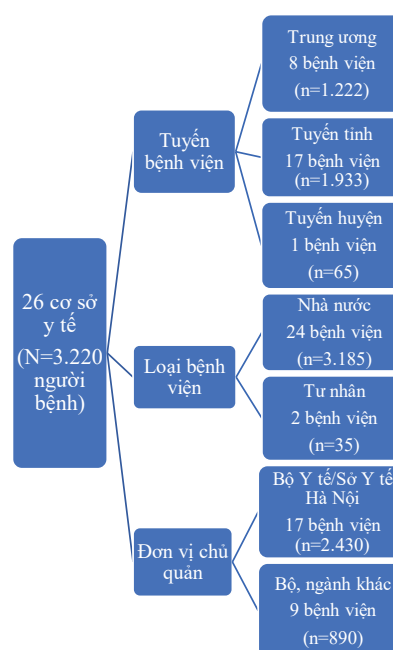 26 cơ sở
y tế
(N=3.220
người
bệnh)
Tuyến
bệnh viện
Trung ương
8 bệnh viện
(n=1.222)
Tuyến tỉnh
17 bệnh viện
(n=1.933)
Tuyến huyện
1 bệnh viện
(n=65)
Loại bệnh
viện
Nhà nước
24 bệnh viện
(n=3.185)
Tư nhân
2 bệnh viện
(n=35)
Đơn vị chủ
quản
Bộ Y tế/Sở Y tế
Hà Nội
17 bệnh viện
(n=2.430)
Bộ, ngành khác
9 bệnh viện
(n=890)